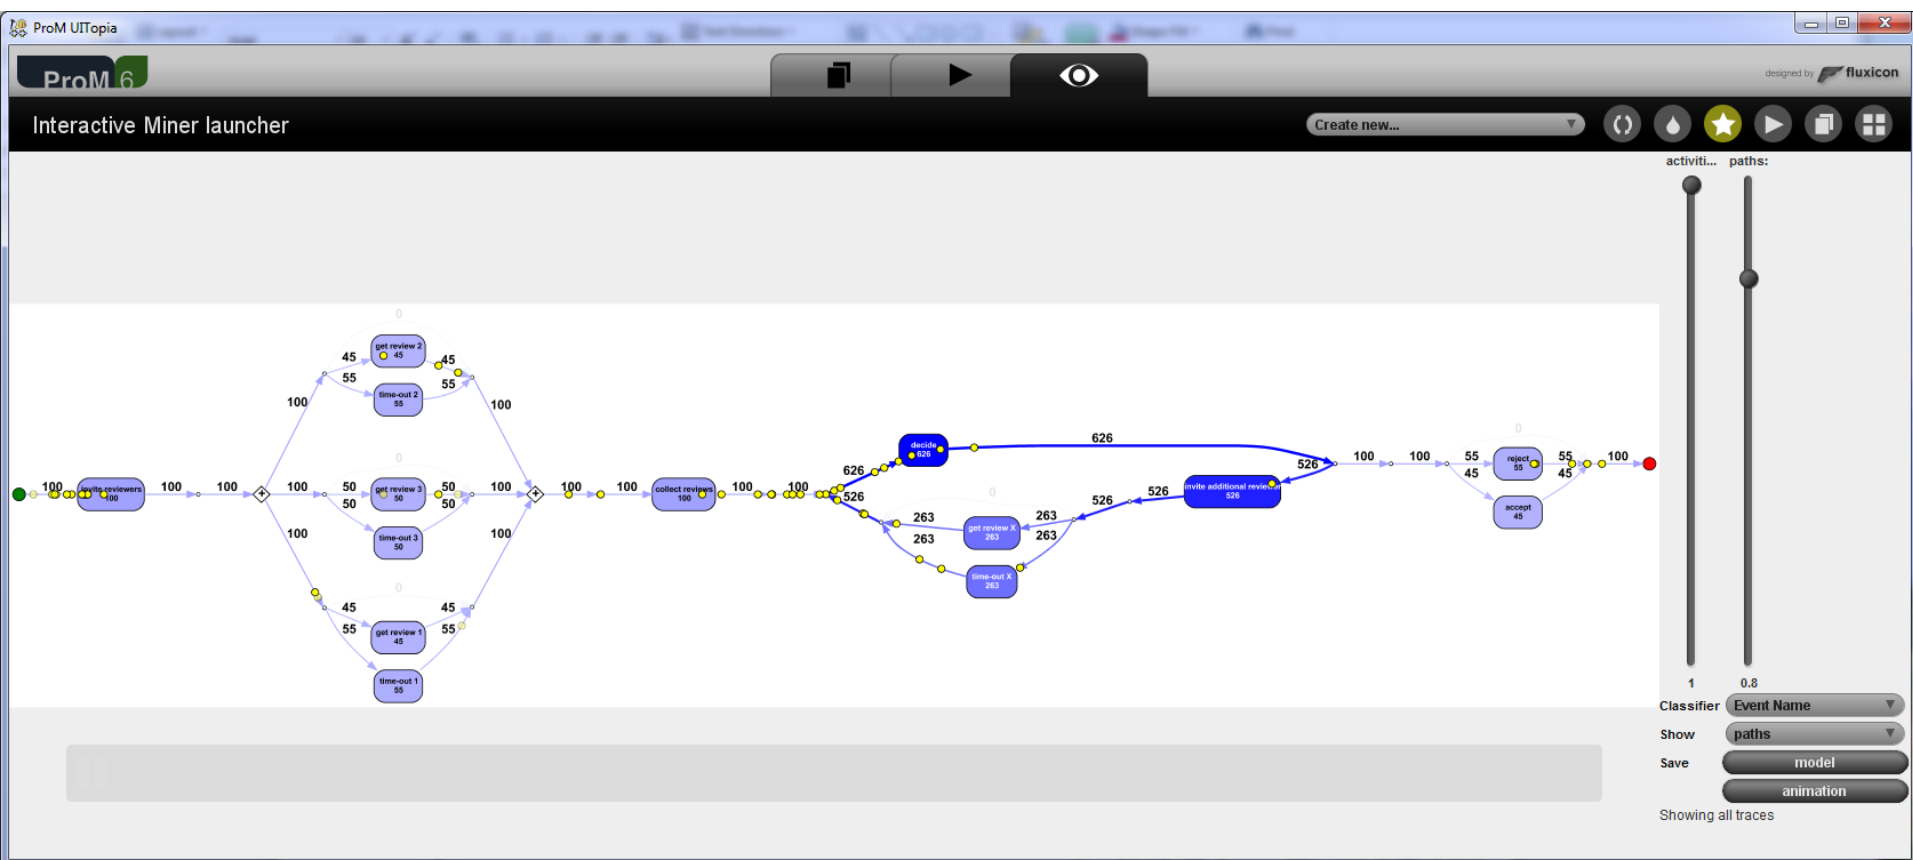 ProM UITopia
ProM 6
designed by fluxicon
Interactive Miner launcher
Create new...
activiti... paths:
0
get review 2
45
45
45
55
time-out 2
55
55
100
100
0
100
invite reviewers
100
100
100
100
50
get review 3
50
50
100
50
50
time-out 3
50
100
100
0
45
get review 1
45
45
55
55
time-out 1
55
100
100
collect reviews
100
100
100
626
decide
626
626
526
526
invite additional reviewer
526
526
526
0
263
get review X
263
263
263
263
time-out X
263
100
100
0
55
reject
55
55
100
45
accept
45
45
1
0.8
Classifier Event Name
Show paths
Save model
animation
Showing all traces